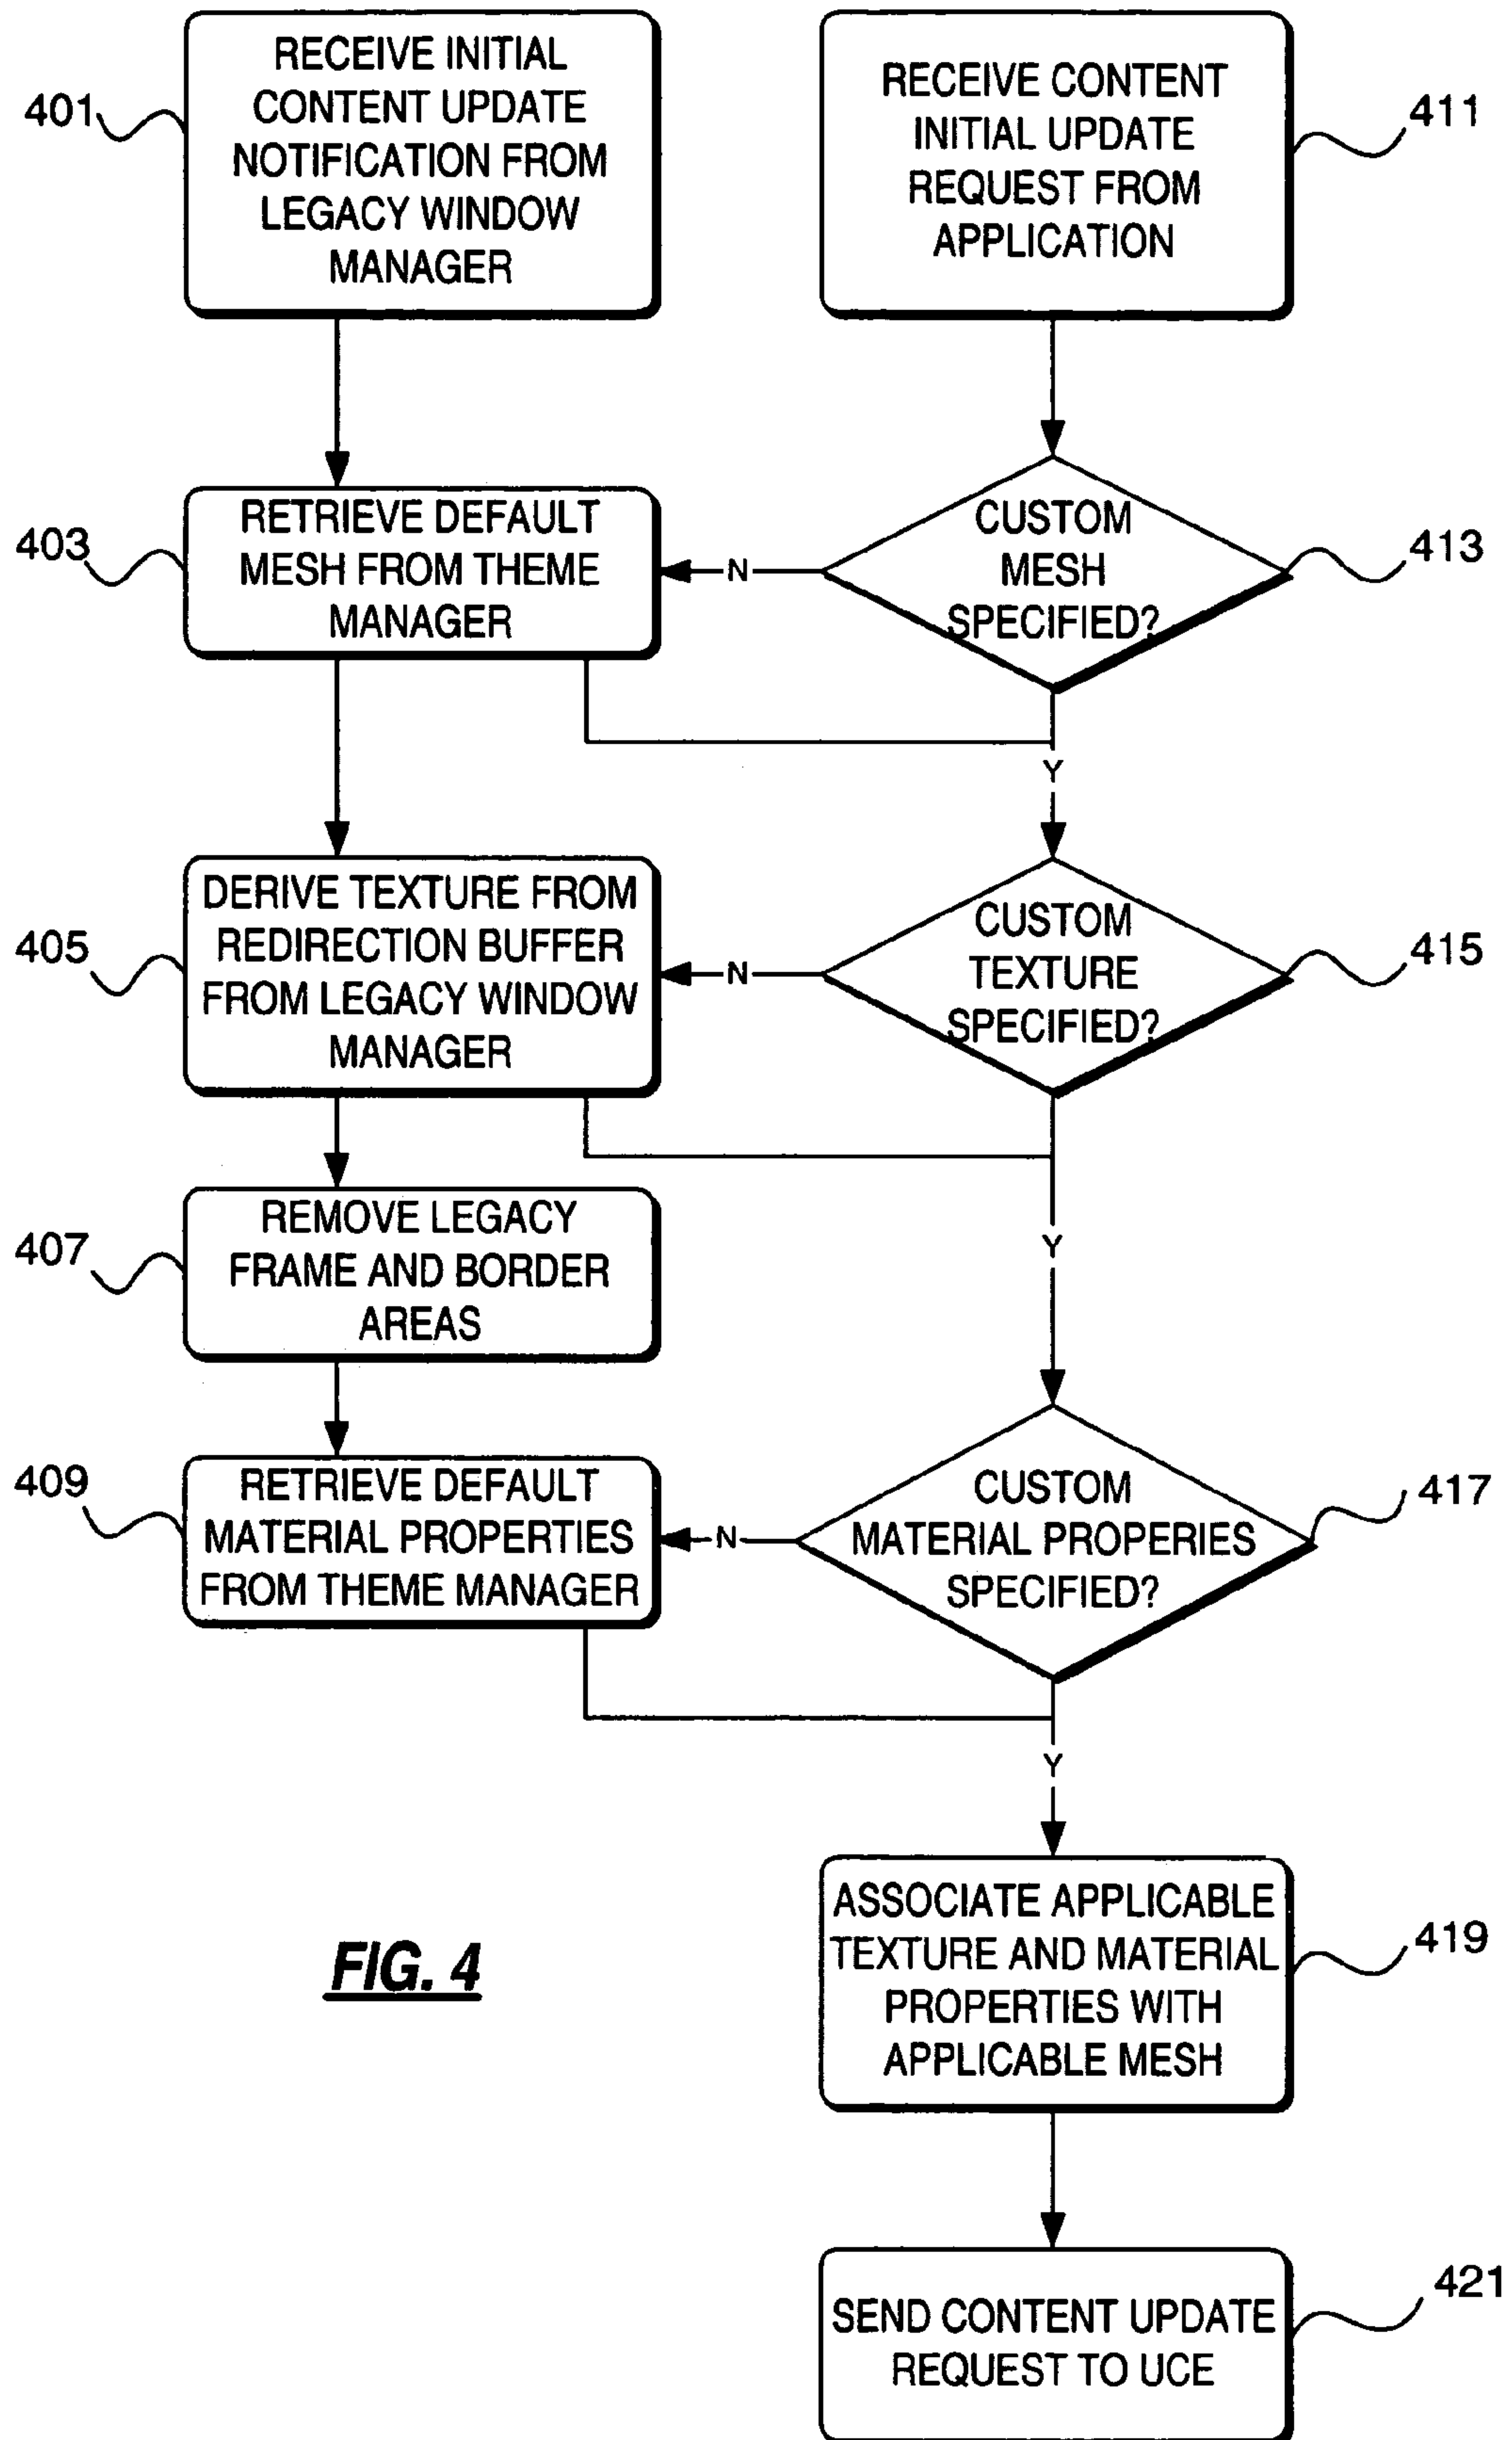 RECEIVE INITIAL
CONTENT UPDATE
NOTIFICATION FROM
LEGACY WINDOW
MANAGER
401
RECEIVE CONTENT
INITIAL UPDATE
REQUEST FROM
APPLICATION
411
RETRIEVE DEFAULT
MESH FROM THEME
MANAGER
403
N
CUSTOM
MESH
SPECIFIED?
413
Y
DERIVE TEXTURE FROM
REDIRECTION BUFFER
FROM LEGACY WINDOW
MANAGER
405
N
CUSTOM
TEXTURE
SPECIFIED?
415
Y
REMOVE LEGACY
FRAME AND BORDER
AREAS
407
RETRIEVE DEFAULT
MATERIAL PROPERTIES
FROM THEME MANAGER
409
N
CUSTOM
MATERIAL PROPERIES
SPECIFIED?
417
Y
ASSOCIATE APPLICABLE
TEXTURE AND MATERIAL
PROPERTIES WITH
APPLICABLE MESH
419
FIG. 4
SEND CONTENT UPDATE
REQUEST TO UCE
421